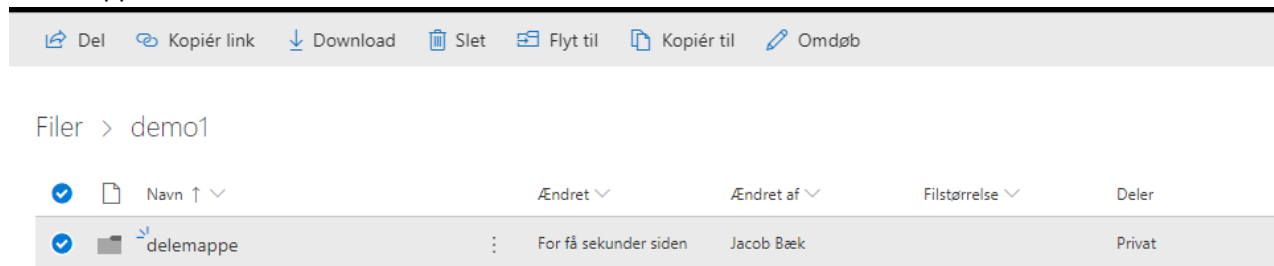 Del Kopiér link Download Slet Flyt til Kopiér til Omdøb
Filer > demo1
Navn ↑ Ændret Ændret af Filstørrelse Deler
delemappe For få sekunder siden Jacob Bæk Privat